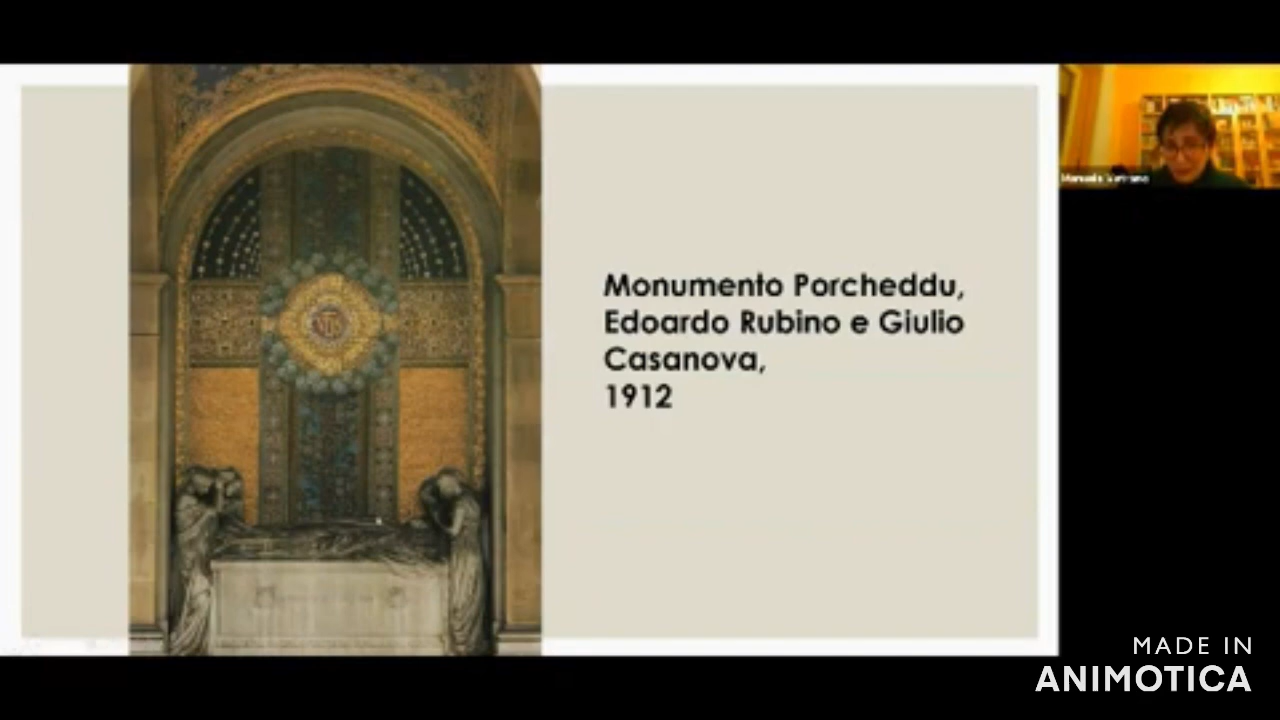 Monumento Porcheddu,
Edoardo Rubino e Giulio
Casanova,
1912
MADE IN
ANIMOTICA